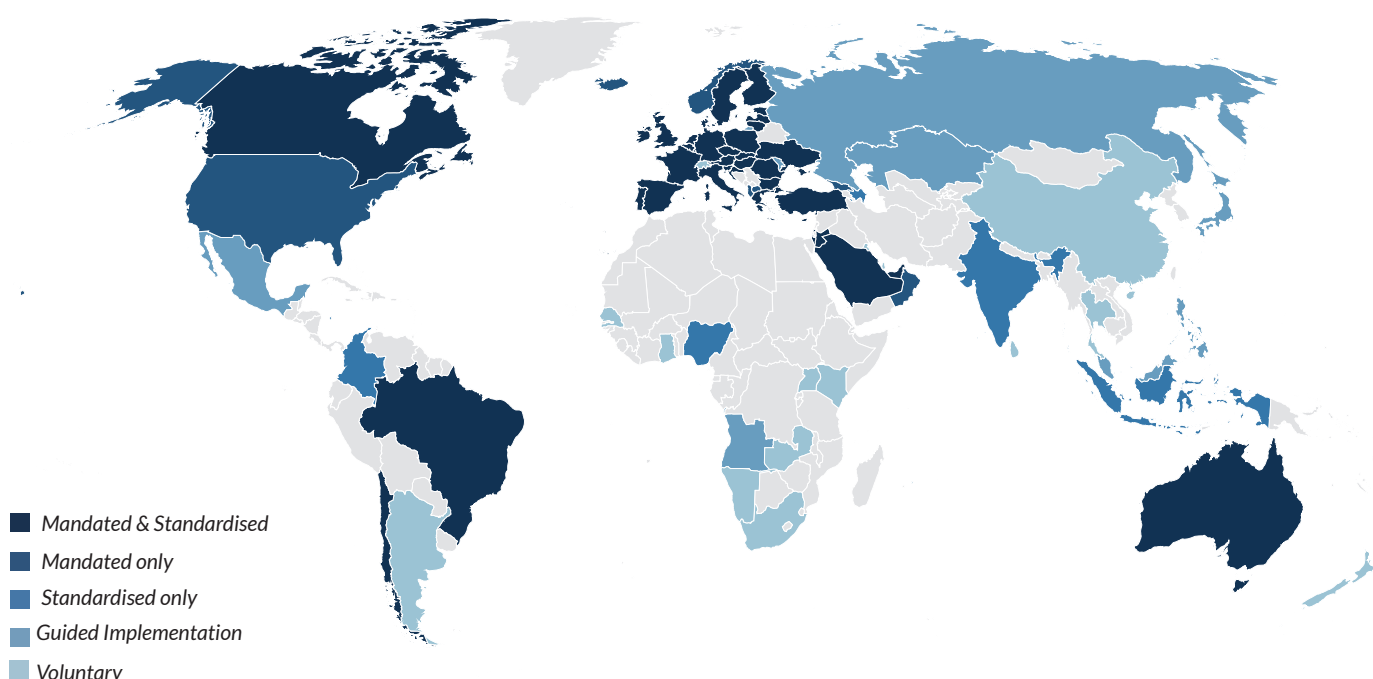 Mandated & Standardised
Mandated only
Standardised only
Guided Implementation
Voluntary